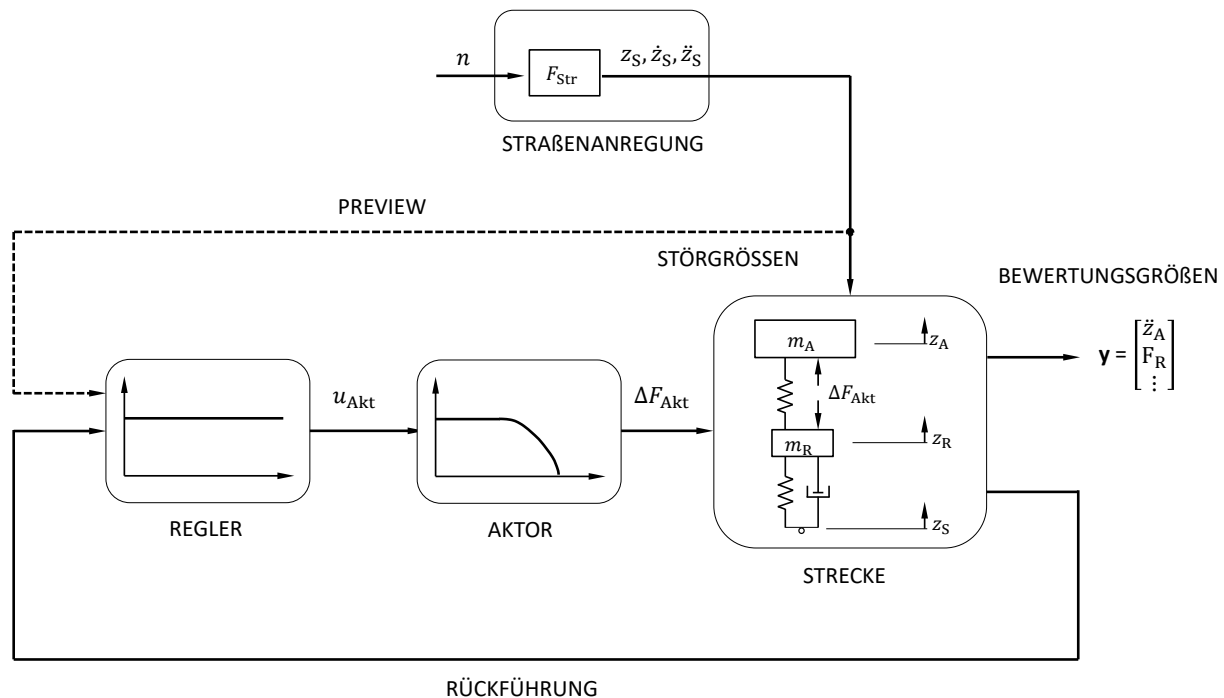 n
F_Str
z_S, ż_S, z̈_S
STRAßENANREGUNG
PREVIEW
STÖRGRÖSSEN
BEWERTUNGSGRÖßEN
m_A
z_A
y = [z̈_A
F_R
⋮]
u_Akt
ΔF_Akt
ΔF_Akt
m_R
z_R
z_S
REGLER
AKTOR
STRECKE
RÜCKFÜHRUNG